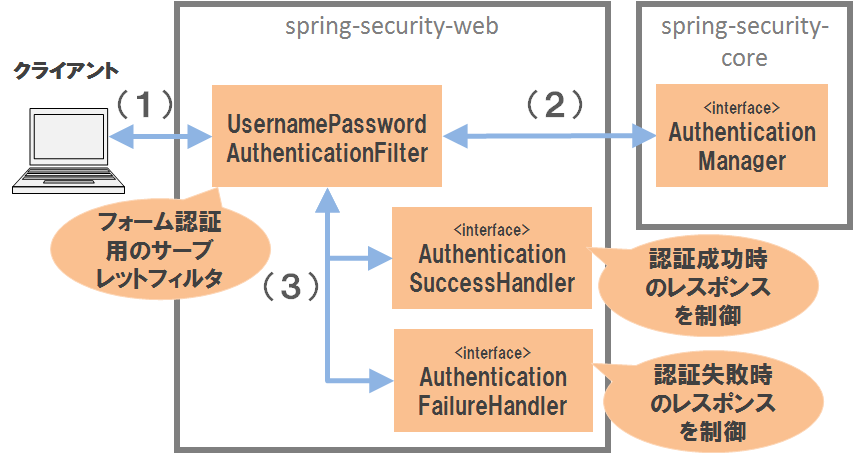 spring-security-web
spring-security-
core
クライアント
（１）
UsernamePassword
AuthenticationFilter
（２）
<interface>
Authentication
Manager
フォーム認証
用のサーブ
レットフィルタ
（３）
<interface>
Authentication
SuccessHandler
認証成功時
のレスポンス
を制御
<interface>
Authentication
FailureHandler
認証失敗時
のレスポンス
を制御